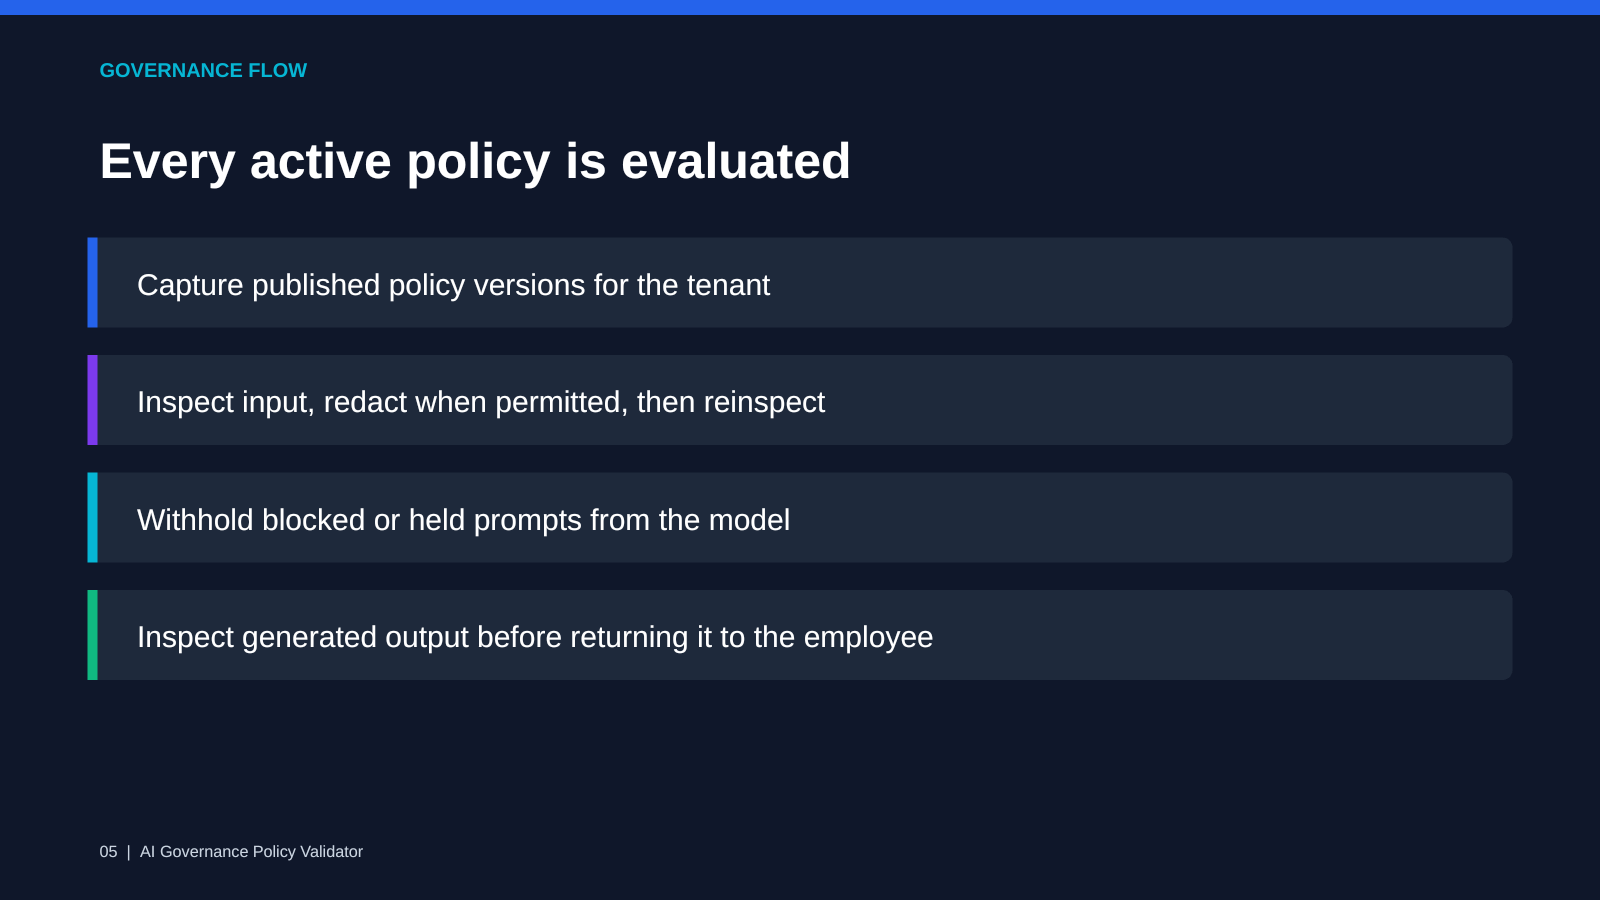 GOVERNANCE FLOW
Every active policy is evaluated
Capture published policy versions for the tenant
Inspect input, redact when permitted, then reinspect
Withhold blocked or held prompts from the model
Inspect generated output before returning it to the employee
05 | AI Governance Policy Validator